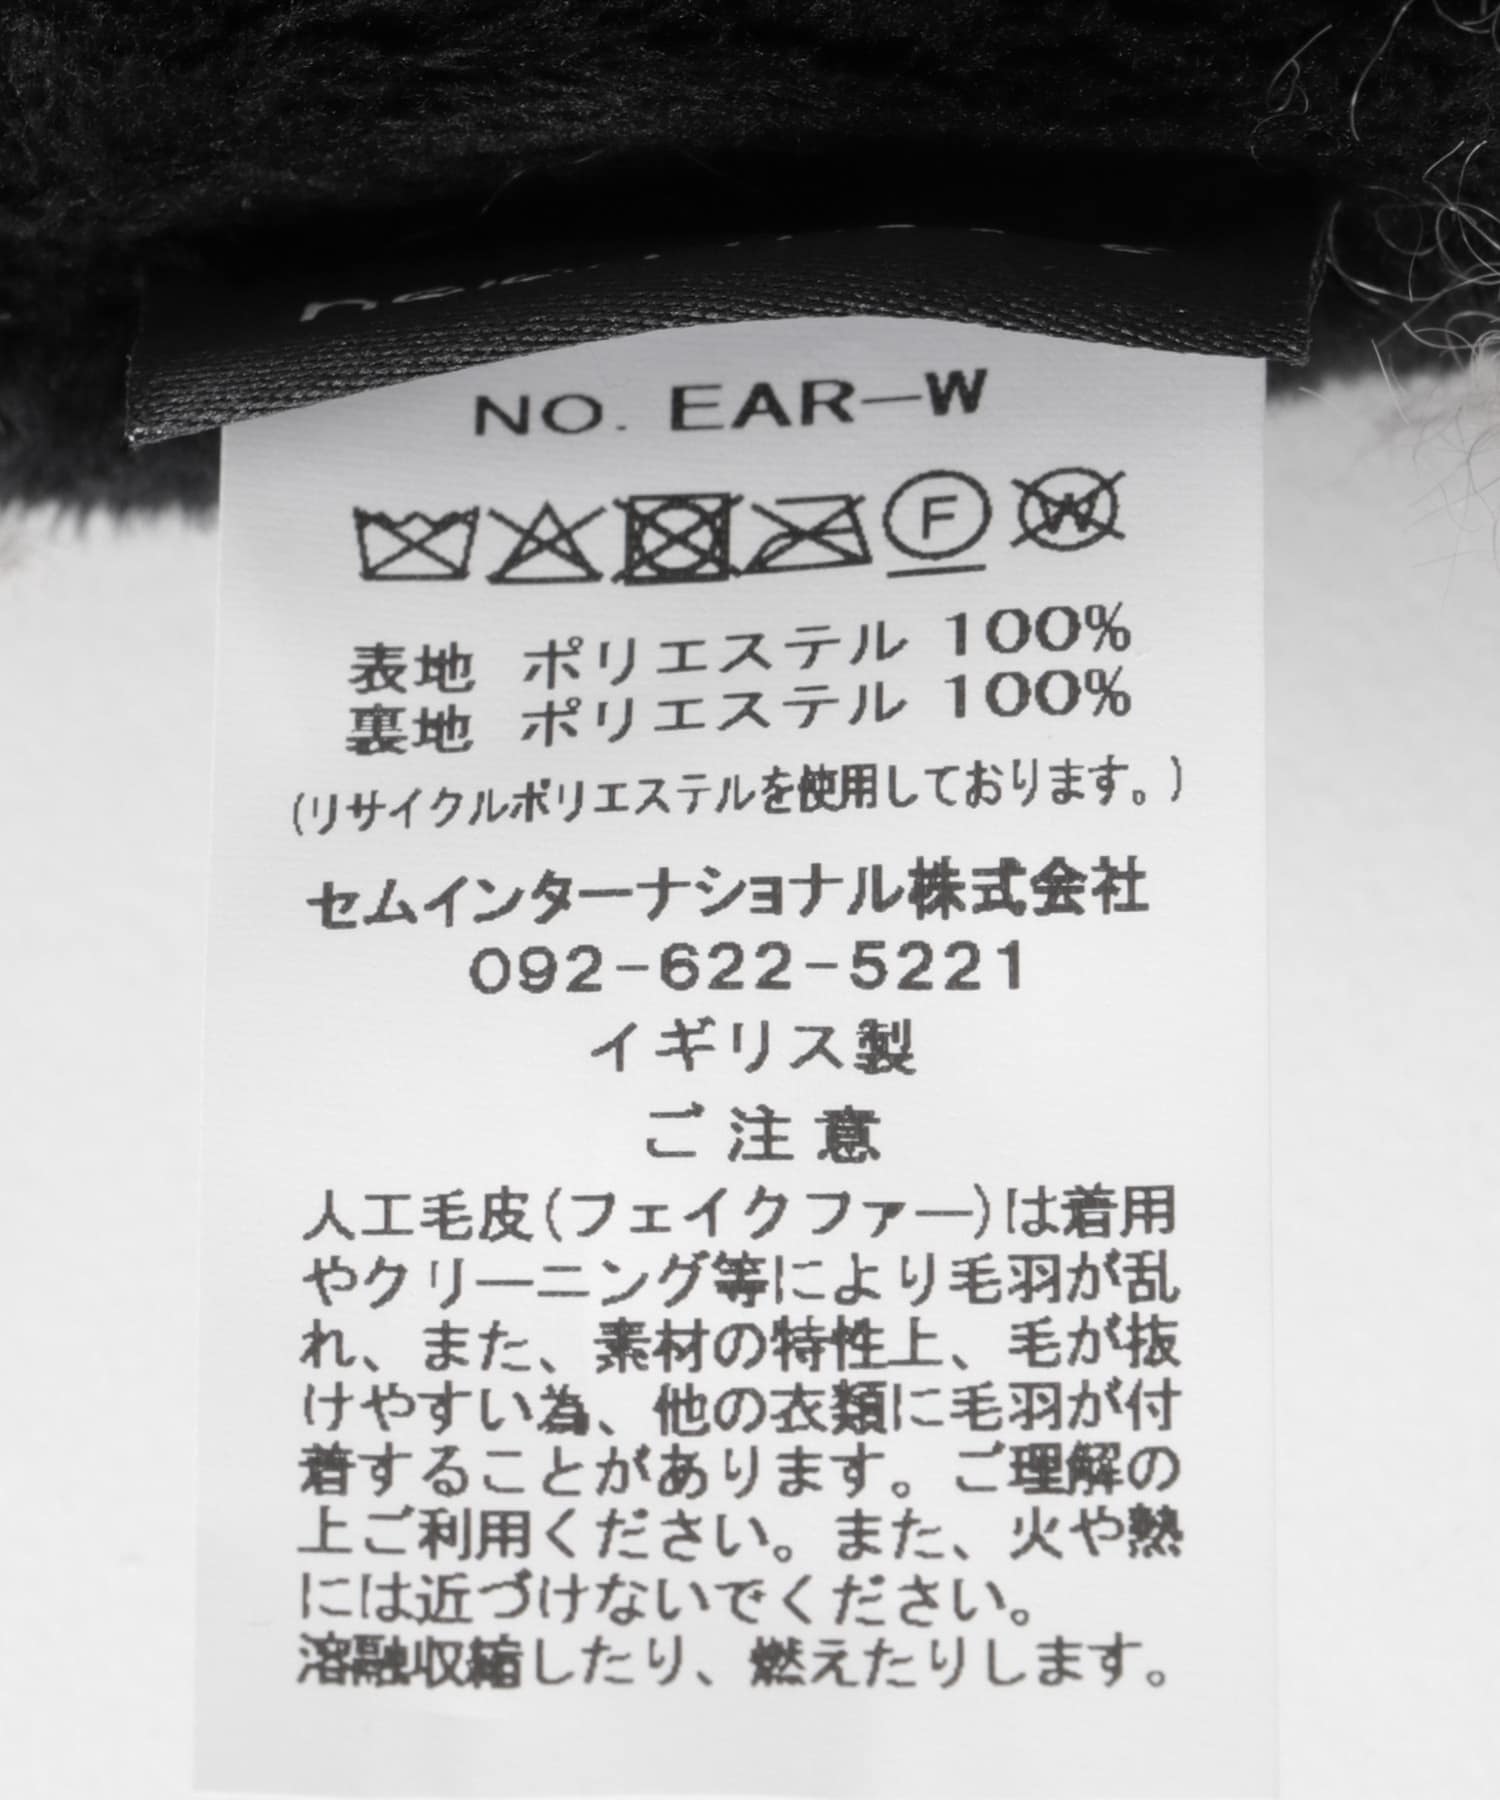 NO. EAR-W
F W
表地 ポリエステル 100%
裏地 ポリエステル 100%
(リサイクルポリエステルを使用しております。)
セムインターナショナル株式会社
092-622-5221
イギリス製
ご注意
人工毛皮(フェイクファー)は着用
やクリーニング等により毛羽が乱
れ、また、素材の特性上、毛が抜
けやすい為、他の衣類に毛羽が付
着することがあります。ご理解の
上ご利用ください。また、火や熱
には近づけないでください。
溶融収縮したり、燃えたりします。